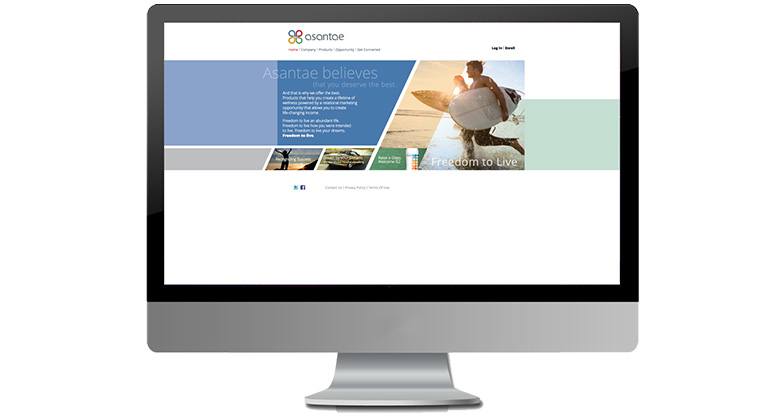 asantae
Home | Company | Products | Opportunity | Get Connected
Log In | Enroll
Asantae believes
that you deserve the best.
And that is why we offer the best.
Products that help you create a lifetime of
wellness powered by a relational marketing
opportunity that allows you to create
life-changing income.
Freedom to live an abundant life.
Freedom to live how you were intended
to live. Freedom to live your dreams.
Freedom to live.
Recognizing Success
Raise a Glass,
Freedom to Live
Contact Us | Privacy Policy | Terms Of Use